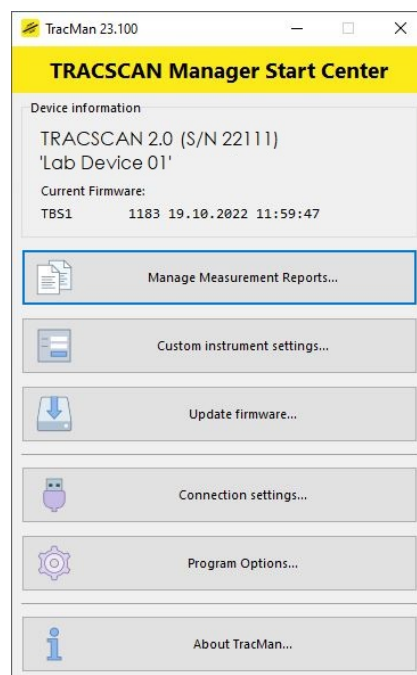 TracMan 23.100
TRACSCAN Manager Start Center
Device information
TRACSCAN 2.0 (S/N 22111)
'Lab Device 01'
Current Firmware:
TBS1 1183 19.10.2022 11:59:47
Manage Measurement Reports...
Custom instrument settings...
Update firmware...
Connection settings...
Program Options...
About TracMan...